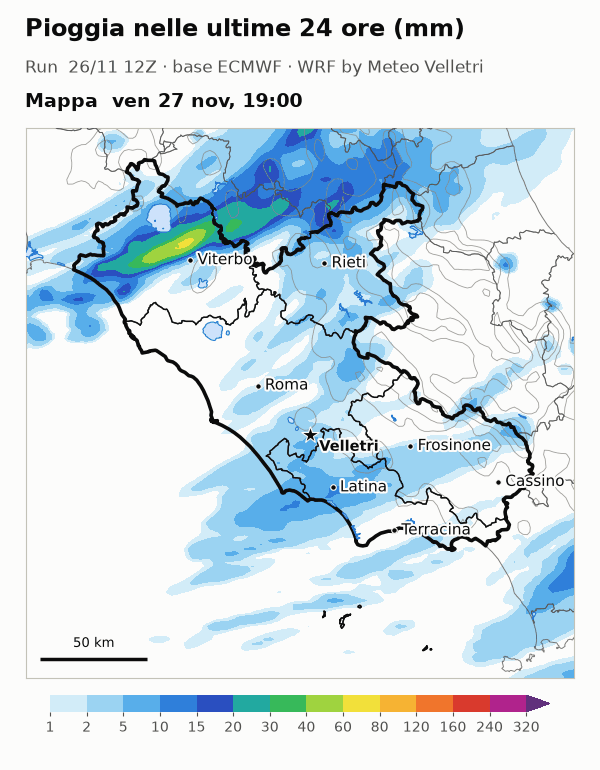 Pioggia nelle ultime 24 ore (mm)
Run  26/11 12Z · base ECMWF · WRF by Meteo Velletri
Mappa  ven 27 nov, 19:00
Viterbo
Rieti
Roma
Velletri
Frosinone
Cassino
Latina
Terracina
50 km
1 2 5 10 15 20 30 40 60 80 120 160 240 320